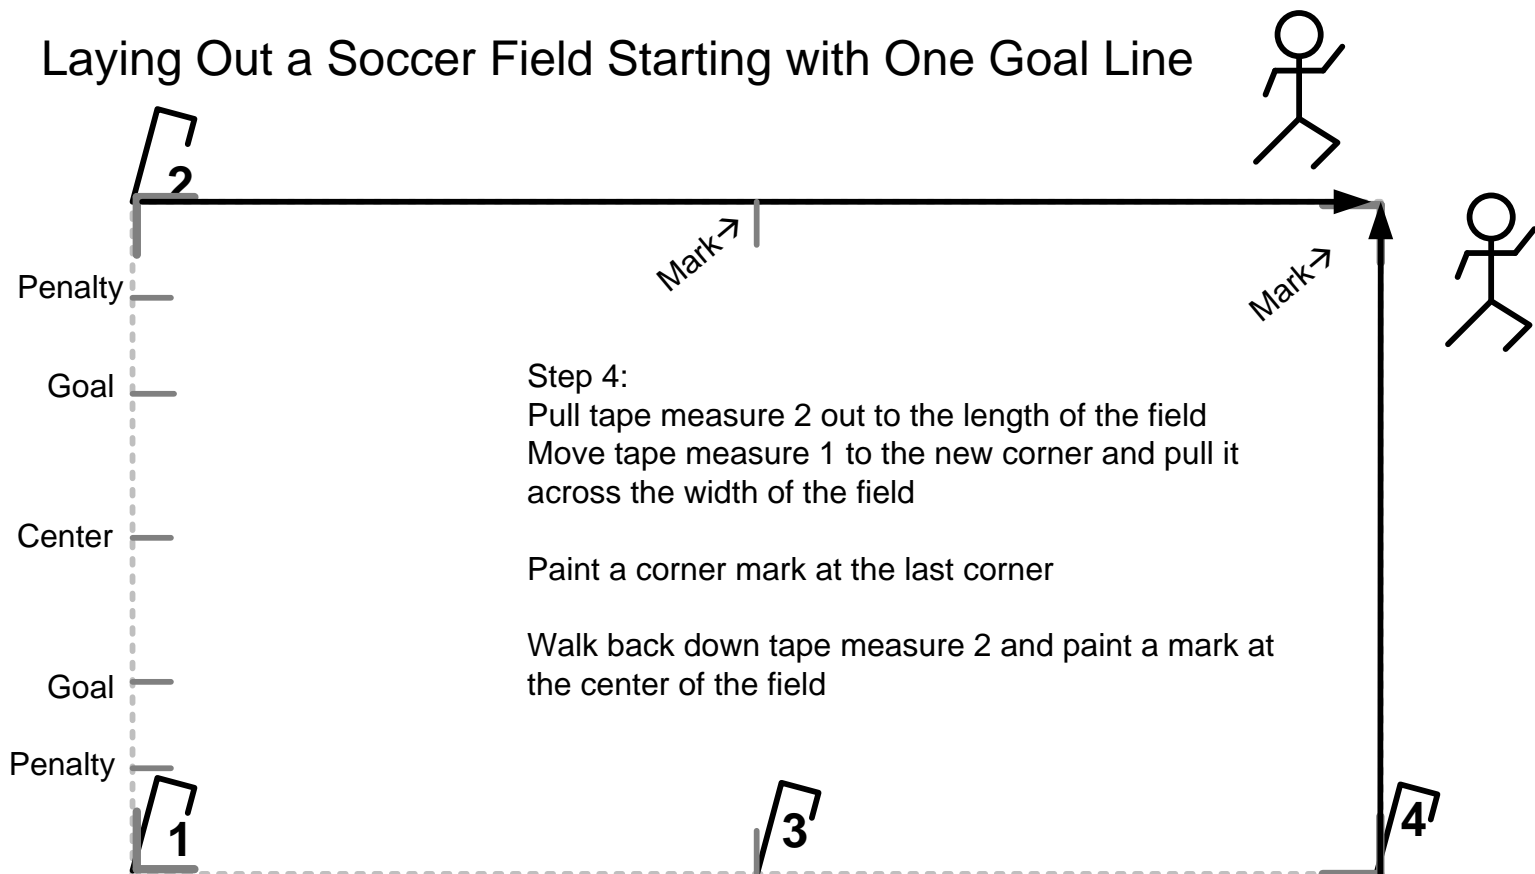 Laying Out a Soccer Field Starting with One Goal Line
2
Mark→
Mark→
Penalty
Goal
Step 4:
Pull tape measure 2 out to the length of the field
Move tape measure 1 to the new corner and pull it
across the width of the field
Center
Paint a corner mark at the last corner
Walk back down tape measure 2 and paint a mark at
the center of the field
Goal
Penalty
1
3
4